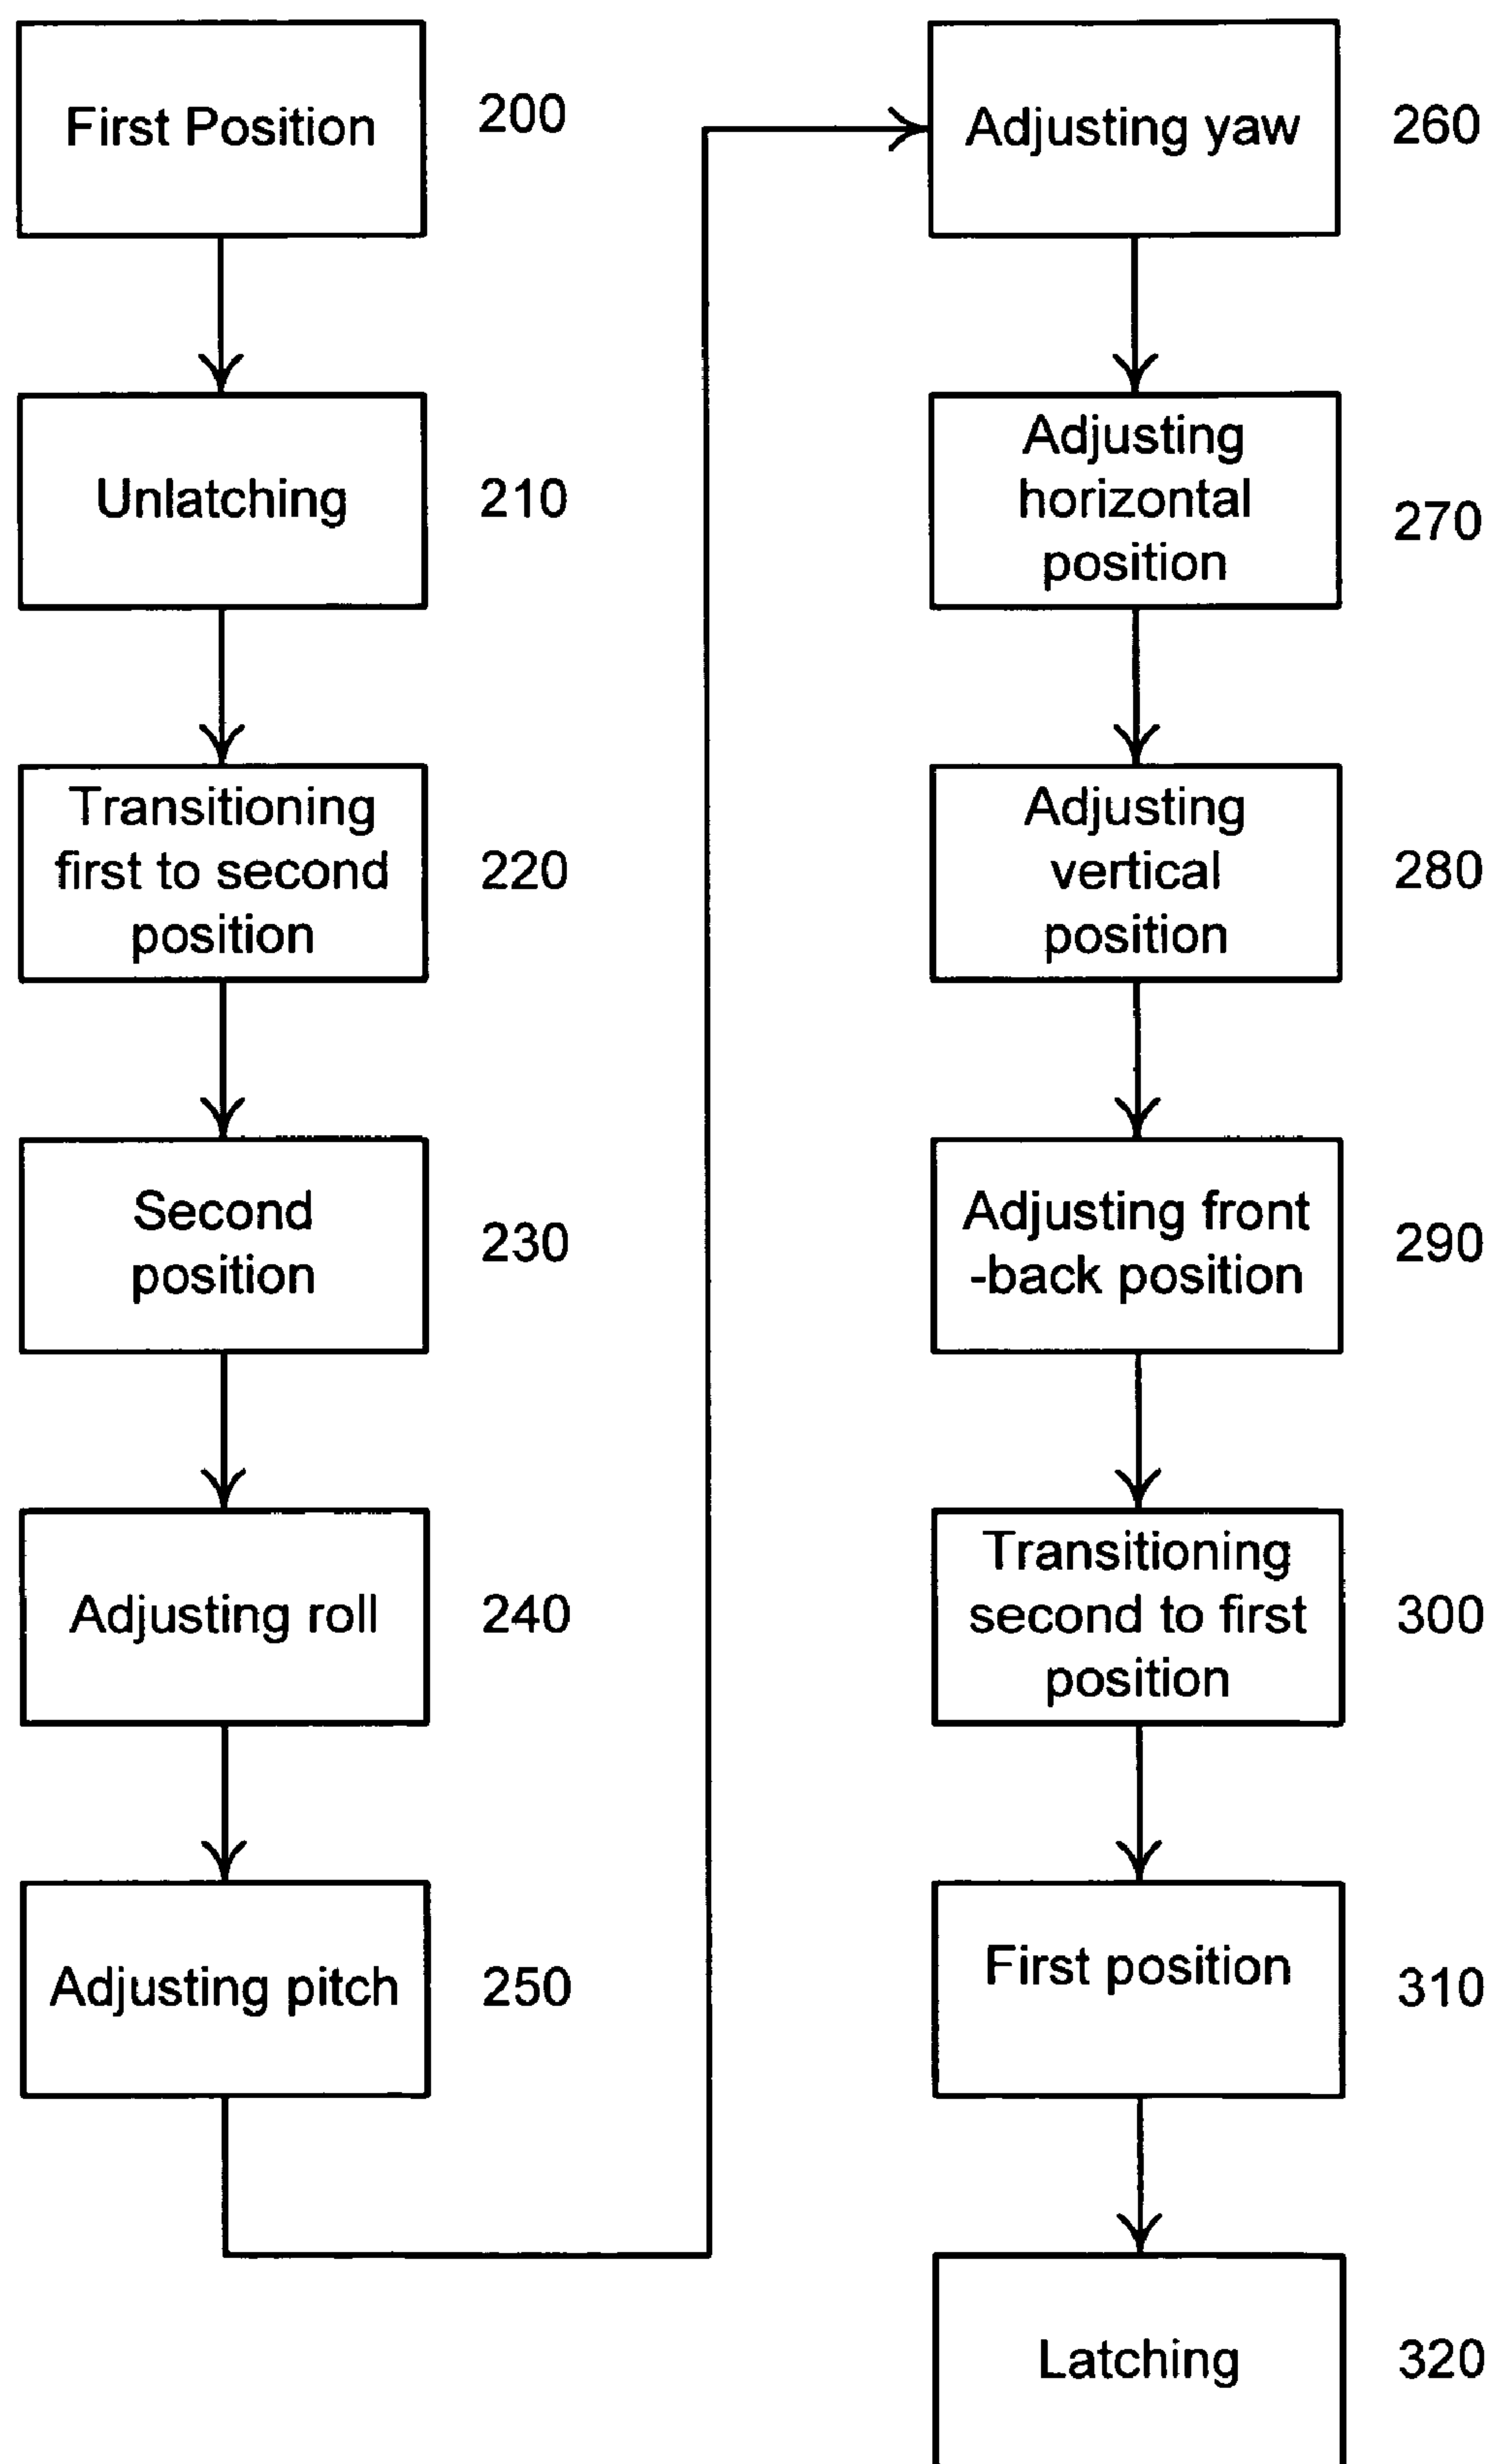 First Position
200
Unlatching
210
Transitioning
first to second
position
220
Second
position
230
Adjusting roll
240
Adjusting pitch
250
Adjusting yaw
260
Adjusting
horizontal
position
270
Adjusting
vertical
position
280
Adjusting front
-back position
290
Transitioning
second to first
position
300
First position
310
Latching
320